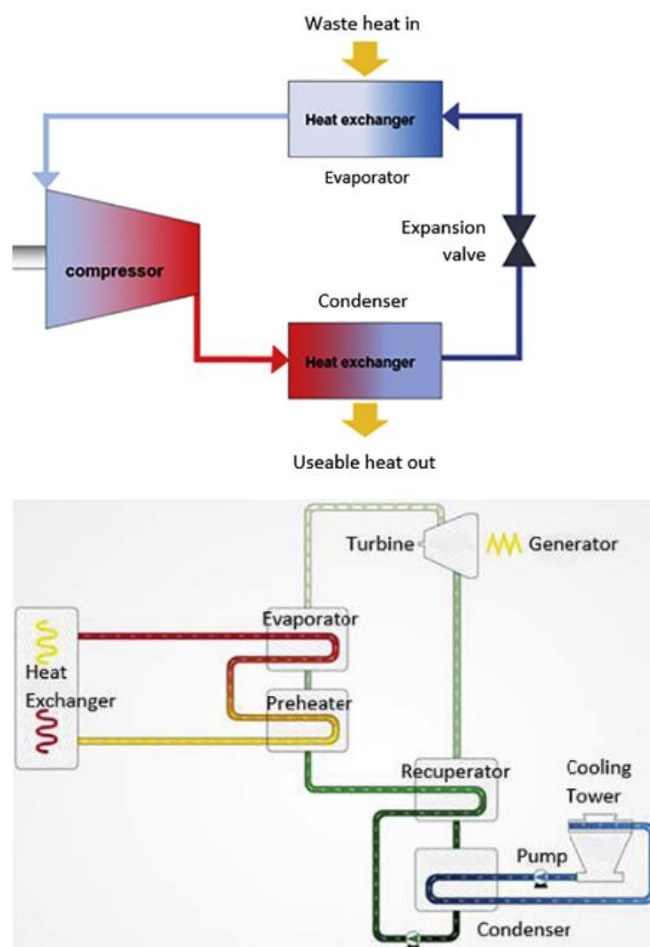 Waste heat in
Heat exchanger
Evaporator
Expansion
valve
compressor
Condenser
Heat exchanger
Useable heat out
Turbine
Generator
Evaporator
Heat
Exchanger
Preheater
Recuperator
Cooling
Tower
Pump
Condenser